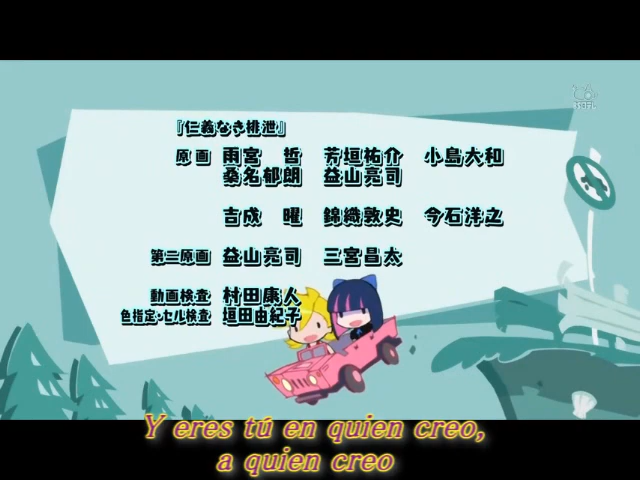 『仁義なき排泄』
原画 雨宮 哲 芳垣祐介 小島大和
桑名郁朗 益山亮司
吉成 曜 錦織敦史 今石洋之
第二原画 益山亮司 三宮昌太
動画検査 村田康人
色指定・セル検査 垣田由紀子
Y eres tú en quien creo,
a quien creo